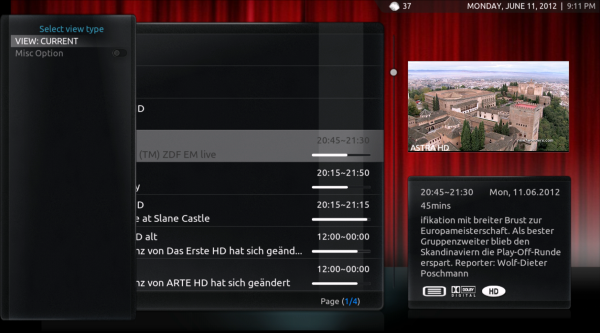 37
MONDAY, JUNE 11, 2012 | 9:11 PM
Select view type
VIEW: CURRENT
Misc Option
D
20:45~21:30
(TM) ZDF EM live
20:15~21:50
y
D
20:15~21:15
e at Slane Castle
D alt
12:00~00:00
nz von Das Erste HD hat sich geänd...
12:00~00:00
nz von ARTE HD hat sich geändert
Page (1/4)
ASTRA HD
20:45~21:30
Mon, 11.06.2012
45mins
ifikation mit breiter Brust zur
Europameisterschaft. Als bester
Gruppenzweiter blieb den
Skandinaviern die Play-Off-Runde
erspart. Reporter: Wolf-Dieter
Poschmann
DOLBY
DIGITAL
HD